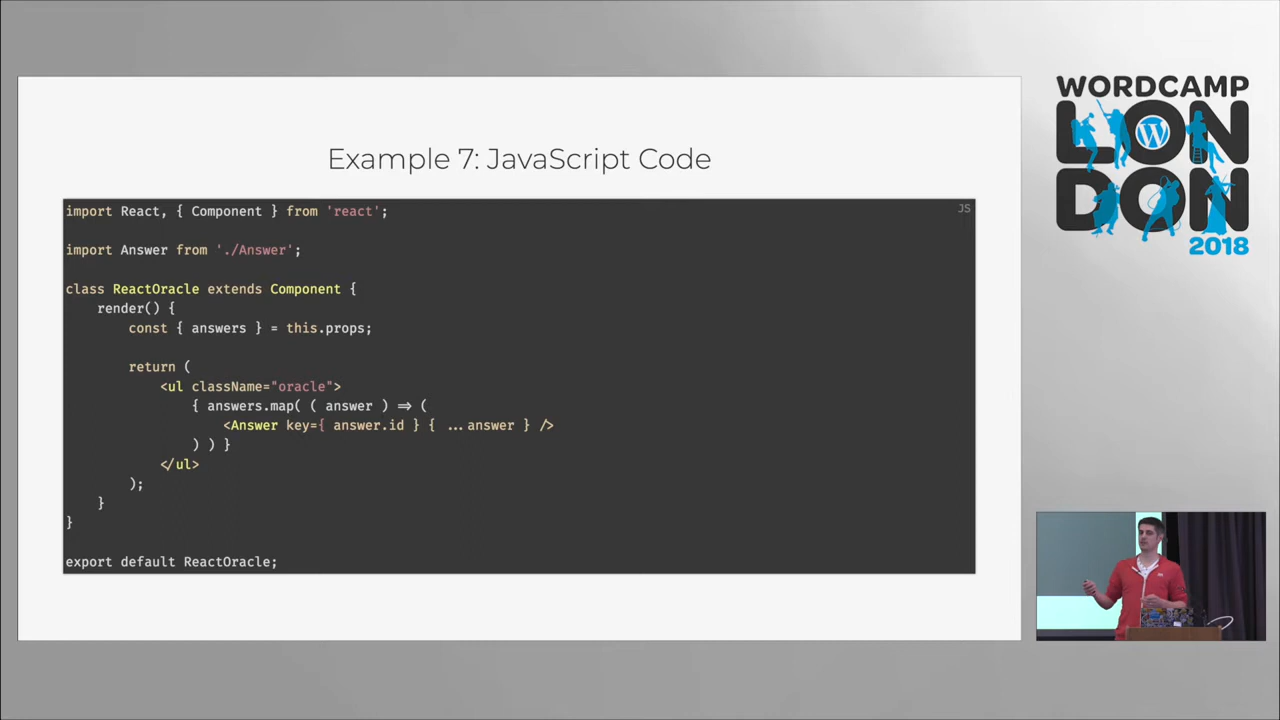 Example 7: JavaScript Code
JS
import React, { Component } from 'react';
import Answer from './Answer';
class ReactOracle extends Component {
render() {
const { answers } = this.props;
return (
<ul className="oracle">
{ answers.map( ( answer ) => (
<Answer key={ answer.id } { ...answer } />
) ) }
</ul>
);
}
}
export default ReactOracle;
WORDCAMP
LON
DON
2018